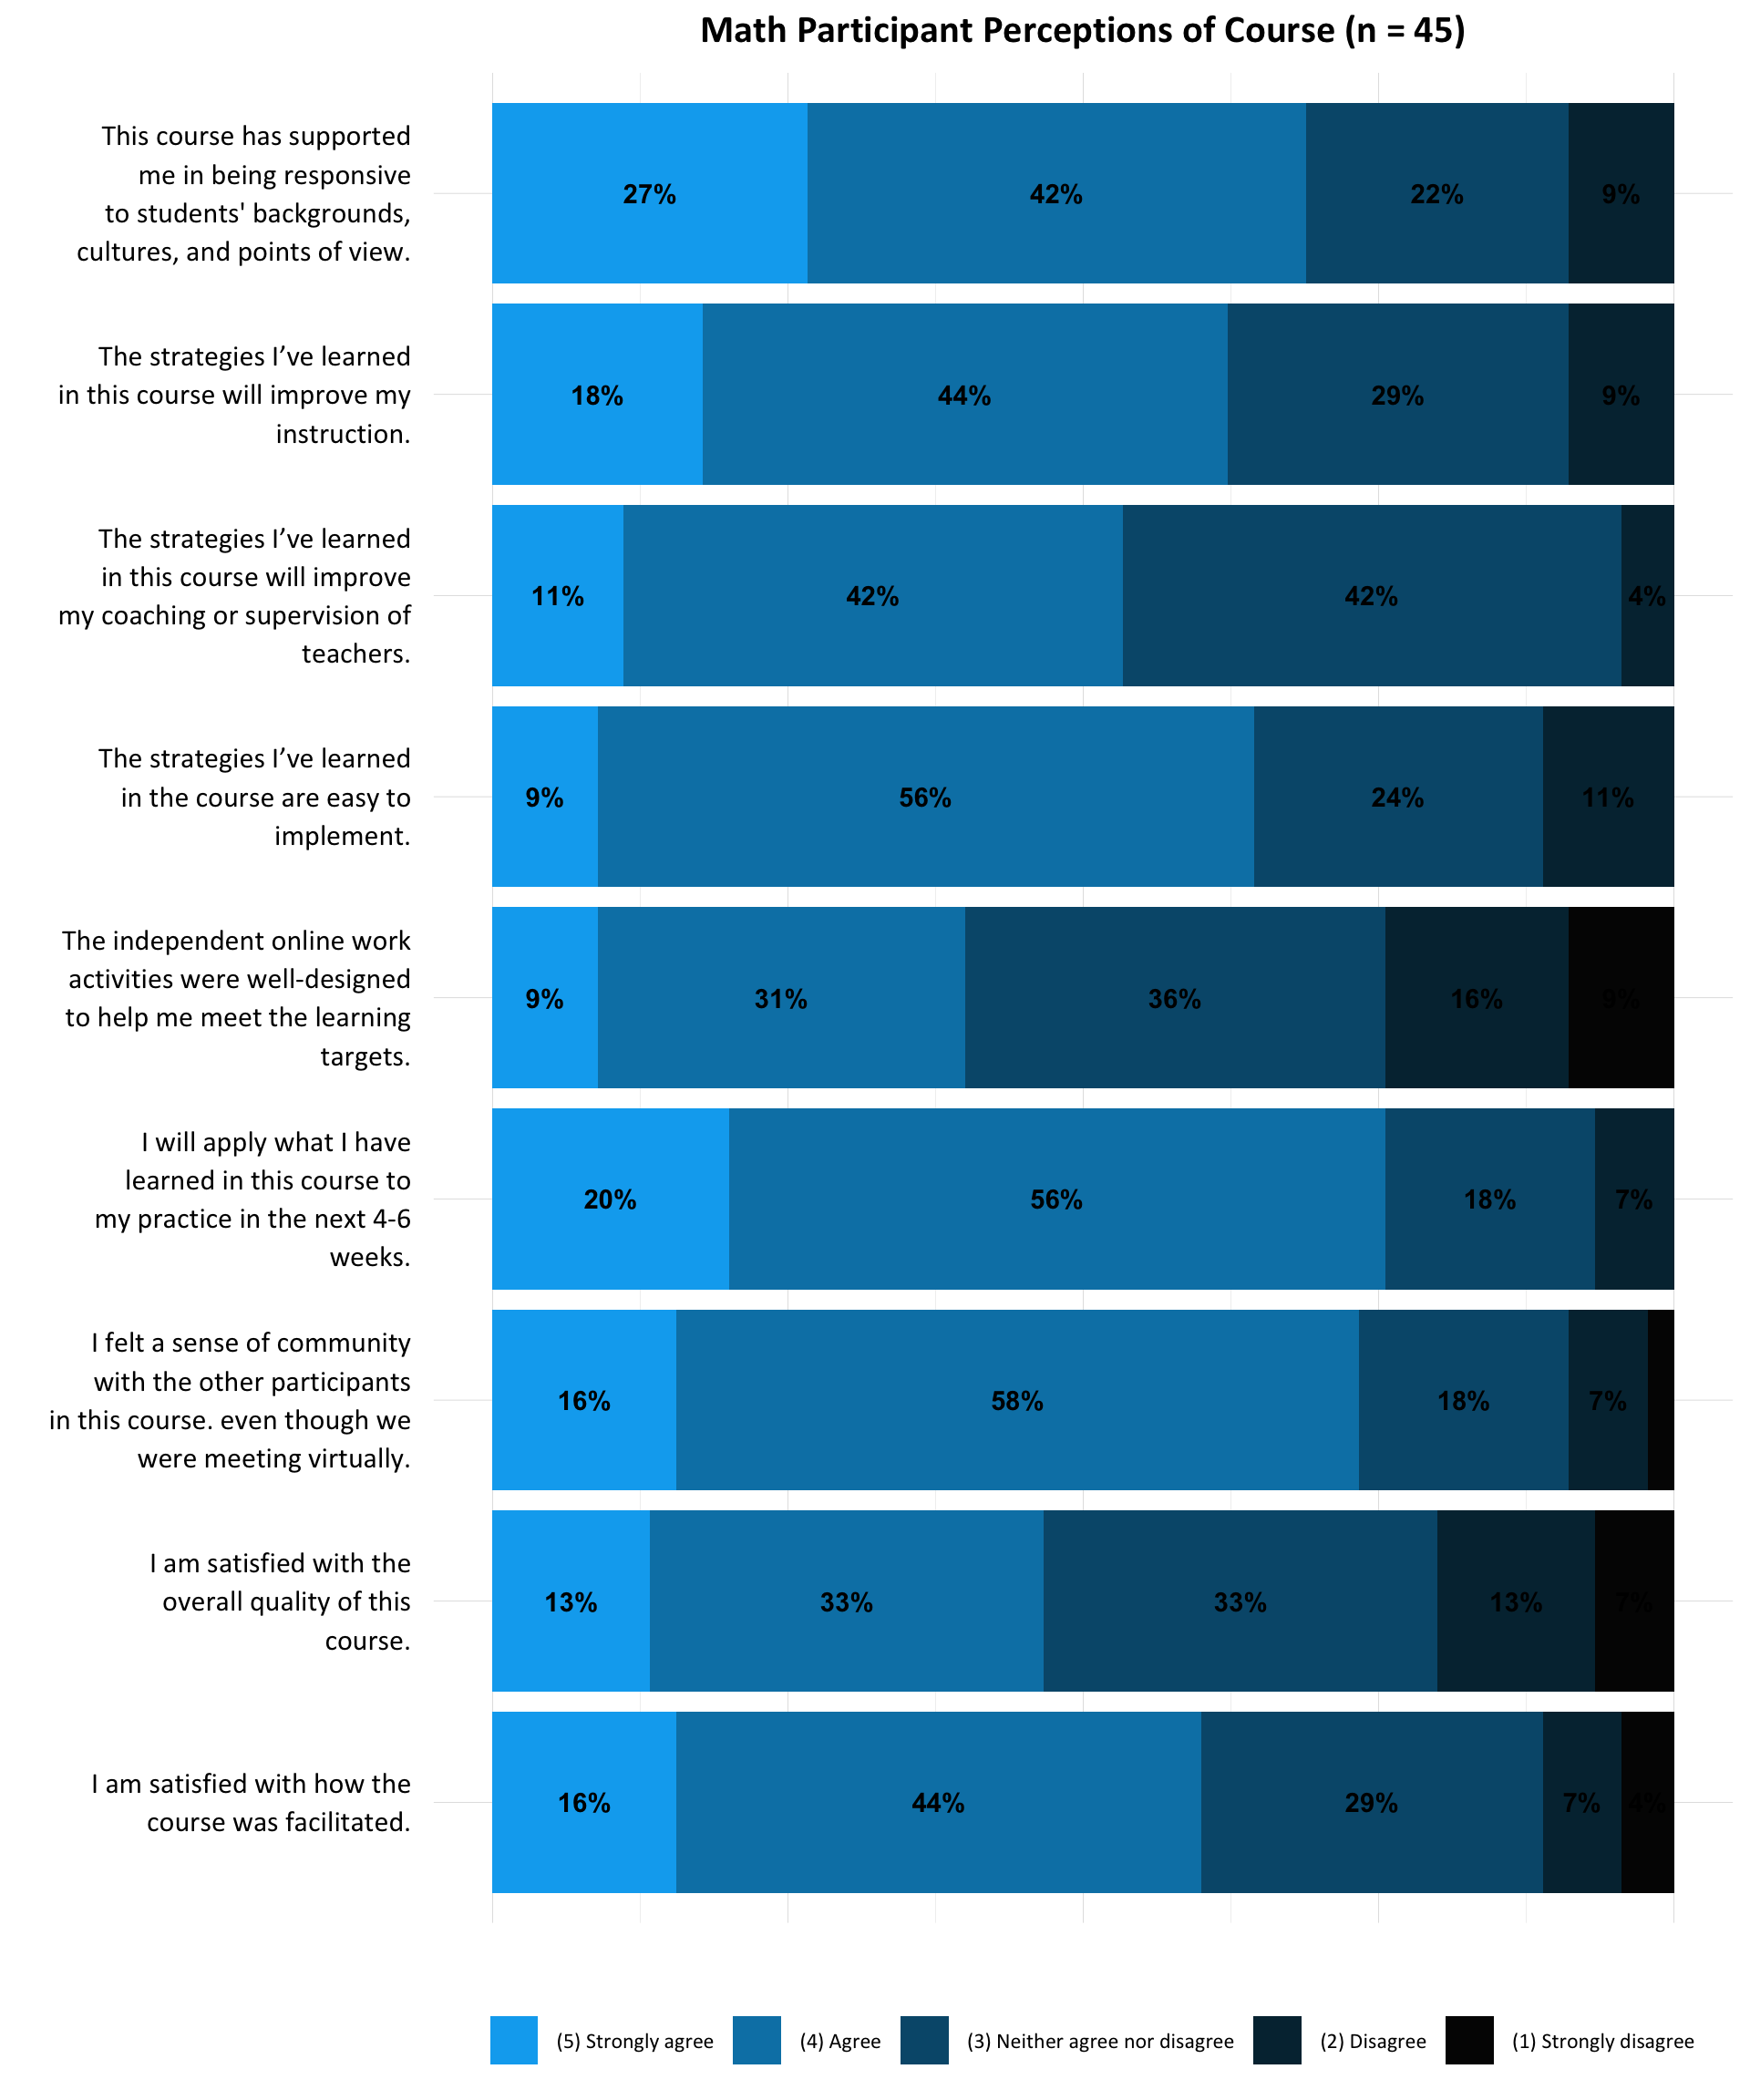 Math Participant Perceptions of Course (n = 45)
This course has supported
me in being responsive
to students' backgrounds,
cultures, and points of view.
27% 42% 22% 9%
The strategies I’ve learned
in this course will improve my
instruction.
18% 44% 29% 9%
The strategies I’ve learned
in this course will improve
my coaching or supervision of
teachers.
11% 42% 42% 4%
The strategies I’ve learned
in the course are easy to
implement.
9% 56% 24% 11%
The independent online work
activities were well-designed
to help me meet the learning
targets.
9% 31% 36% 16% 9%
I will apply what I have
learned in this course to
my practice in the next 4-6
weeks.
20% 56% 18% 7%
I felt a sense of community
with the other participants
in this course. even though we
were meeting virtually.
16% 58% 18% 7%
I am satisfied with the
overall quality of this
course.
13% 33% 33% 13% 7%
I am satisfied with how the
course was facilitated.
16% 44% 29% 7% 4%
(5) Strongly agree (4) Agree (3) Neither agree nor disagree (2) Disagree (1) Strongly disagree